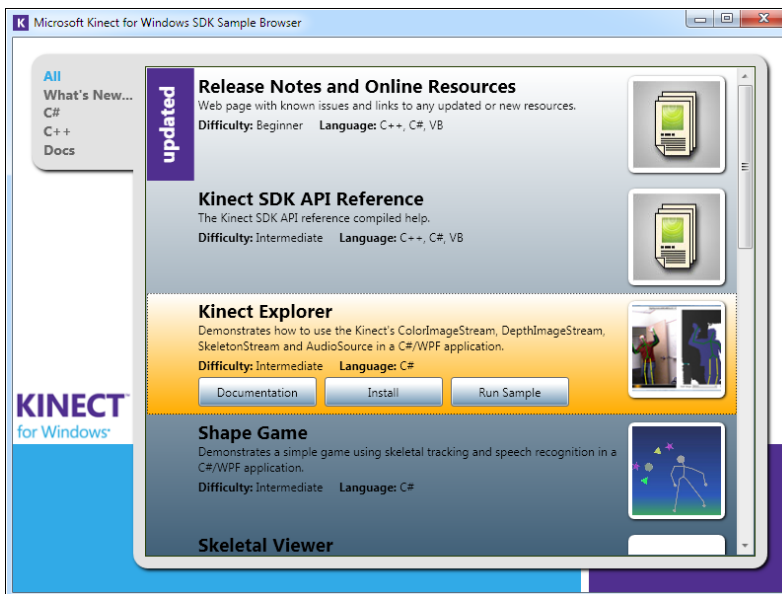 Microsoft Kinect for Windows SDK Sample Browser
All
What's New...
C#
C++
Docs
updated
Release Notes and Online Resources
Web page with known issues and links to any updated or new resources.
Difficulty: Beginner Language: C++, C#, VB
Kinect SDK API Reference
The Kinect SDK API reference compiled help.
Difficulty: Intermediate Language: C++, C#, VB
Kinect Explorer
Demonstrates how to use the Kinect's ColorImageStream, DepthImageStream,
SkeletonStream and AudioSource in a C#/WPF application.
Difficulty: Intermediate Language: C#
Documentation Install Run Sample
KINECT
for Windows
Shape Game
Demonstrates a simple game using skeletal tracking and speech recognition in a
C#/WPF application.
Difficulty: Intermediate Language: C#
Skeletal Viewer